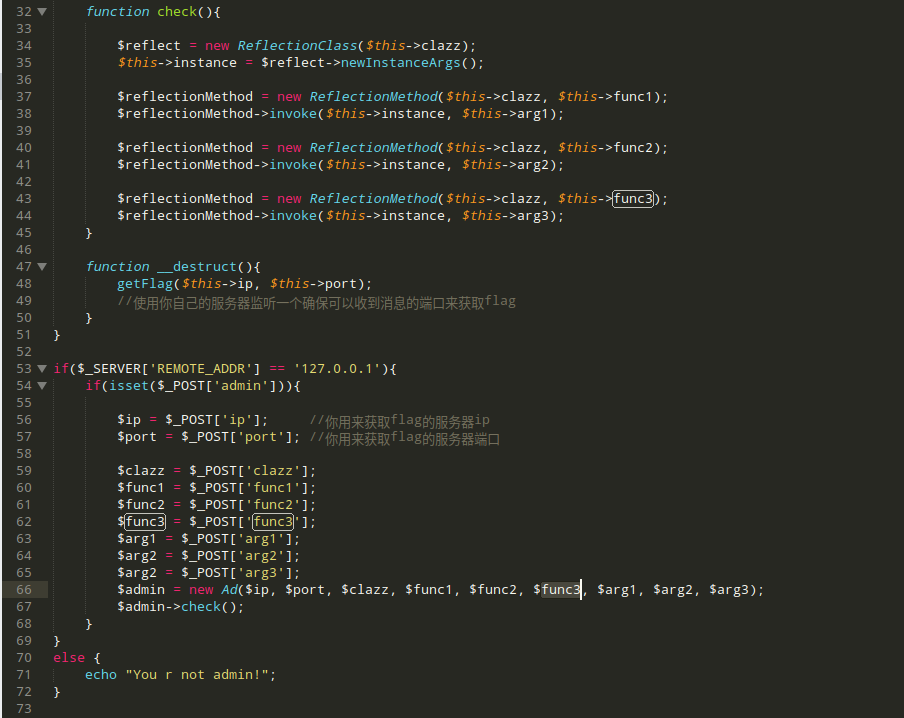 32 function check(){
33
34 $reflect = new ReflectionClass($this->clazz);
35 $this->instance = $reflect->newInstanceArgs();
36
37 $reflectionMethod = new ReflectionMethod($this->clazz, $this->func1);
38 $reflectionMethod->invoke($this->instance, $this->arg1);
39
40 $reflectionMethod = new ReflectionMethod($this->clazz, $this->func2);
41 $reflectionMethod->invoke($this->instance, $this->arg2);
42
43 $reflectionMethod = new ReflectionMethod($this->clazz, $this->func3);
44 $reflectionMethod->invoke($this->instance, $this->arg3);
45 }
46
47 function __destruct(){
48 getFlag($this->ip, $this->port);
49 //使用你自己的服务器监听一个确保可以收到消息的端口来获取flag
50 }
51 }
52
53 if($_SERVER['REMOTE_ADDR'] == '127.0.0.1'){
54 if(isset($_POST['admin'])){
55
56 $ip = $_POST['ip']; //你用来获取flag的服务器ip
57 $port = $_POST['port']; //你用来获取flag的服务器端口
58
59 $clazz = $_POST['clazz'];
60 $func1 = $_POST['func1'];
61 $func2 = $_POST['func2'];
62 $func3 = $_POST['func3'];
63 $arg1 = $_POST['arg1'];
64 $arg2 = $_POST['arg2'];
65 $arg2 = $_POST['arg3'];
66 $admin = new Ad($ip, $port, $clazz, $func1, $func2, $func3, $arg1, $arg2, $arg3);
67 $admin->check();
68 }
69 }
70 else {
71 echo "You r not admin!";
72 }
73